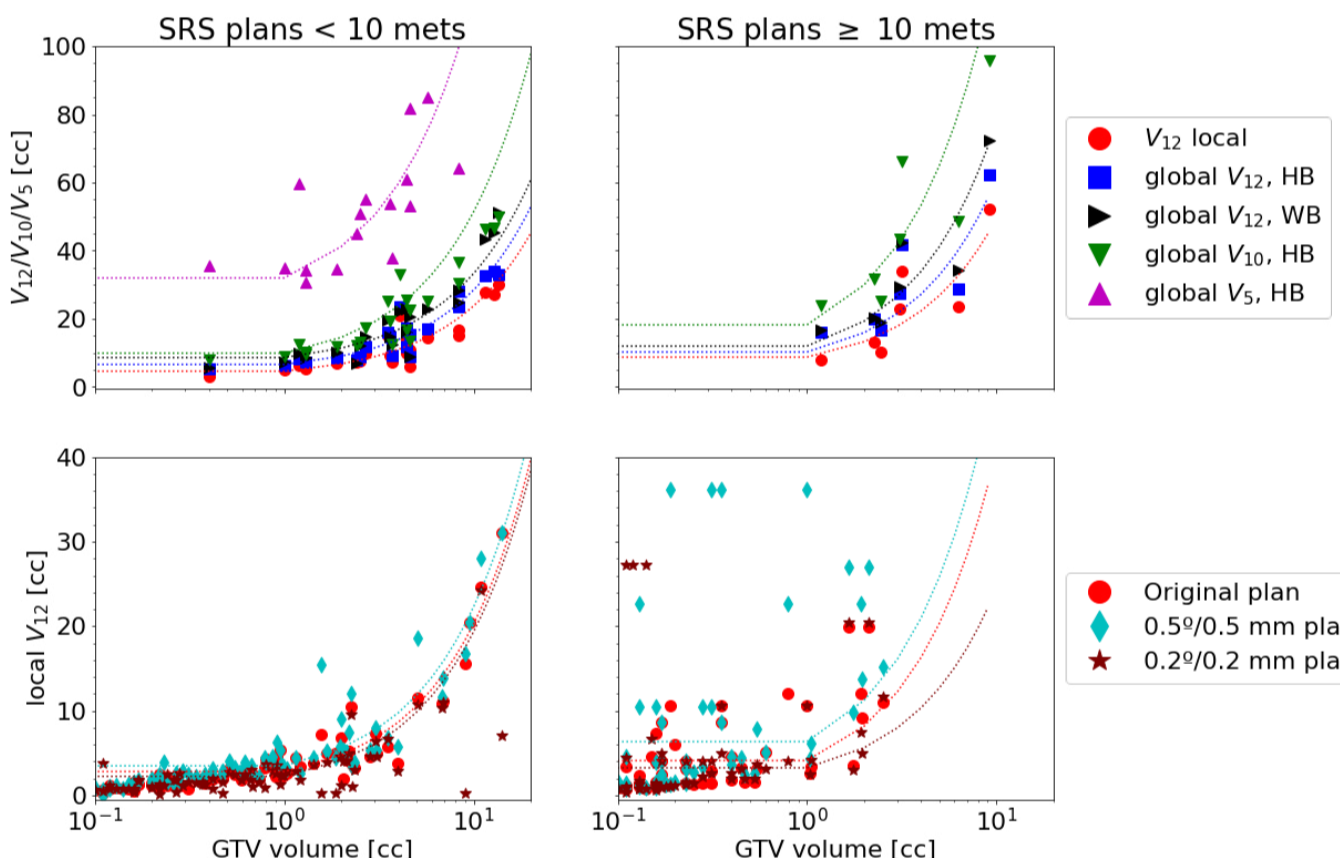 SRS plans < 10 mets
SRS plans ≥ 10 mets
V₁₂/V₁₀/V₅ [cc]
100
80
60
40
20
0
V₁₂ local
global V₁₂, HB
global V₁₂, WB
global V₁₀, HB
global V₅, HB
local V₁₂ [cc]
40
30
20
10
0
10⁻¹
10⁰
10¹
10⁻¹
10⁰
10¹
GTV volume [cc]
GTV volume [cc]
Original plan
0.5º/0.5 mm pla
0.2º/0.2 mm pla